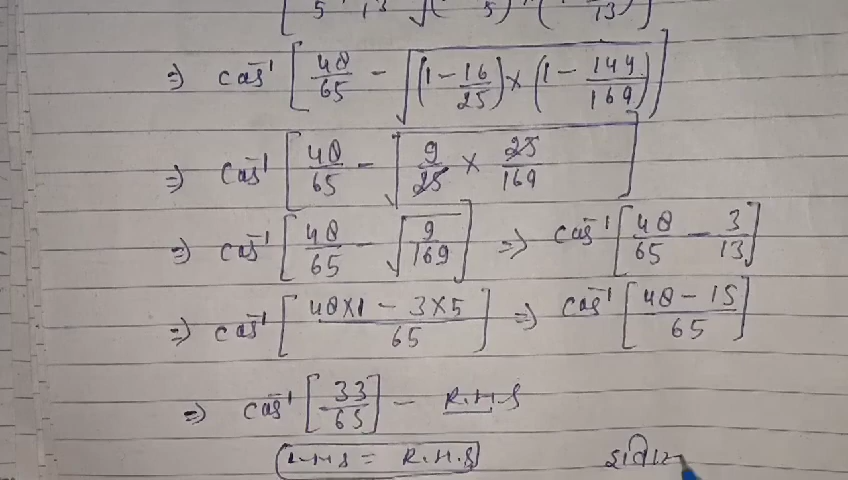 ⇒ cos⁻¹ [48/65 − √((1 − 16/25) × (1 − 144/169))]
⇒ cos⁻¹ [48/65 − √(9/25 × 25/169)]
⇒ cos⁻¹ [48/65 − √(9/169)] ⇒ cos⁻¹ [48/65 − 3/13]
⇒ cos⁻¹ [(48×1 − 3×5)/65] ⇒ cos⁻¹ [(48 − 15)/65]
⇒ cos⁻¹ [33/65] − R.H.S
L.H.S = R.H.S